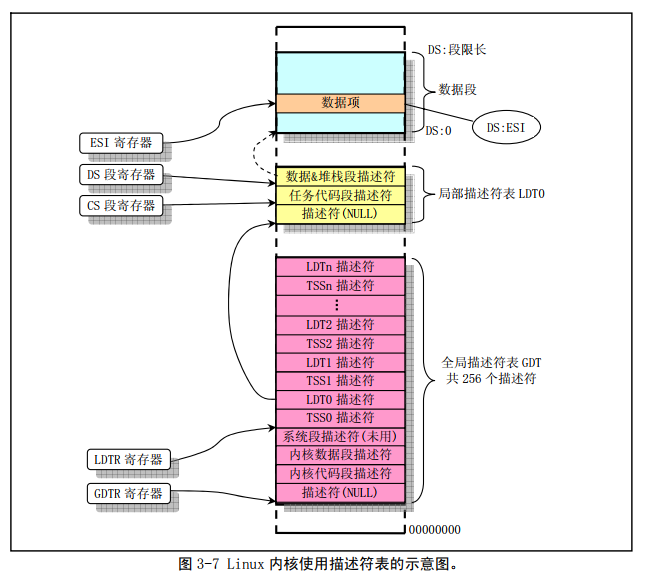 DS:段限长
数据段
数据项
DS:0
DS:ESI
ESI 寄存器
DS 段寄存器
CS 段寄存器
数据&堆栈段描述符
任务代码段描述符
描述符(NULL)
局部描述符表 LDT0
LDTn 描述符
TSSn 描述符
⋮
LDT2 描述符
TSS2 描述符
LDT1 描述符
TSS1 描述符
LDT0 描述符
TSS0 描述符
系统段描述符(未用)
内核数据段描述符
内核代码段描述符
描述符(NULL)
全局描述符表 GDT
共 256 个描述符
LDTR 寄存器
GDTR 寄存器
00000000
图 3-7 Linux 内核使用描述符表的示意图。